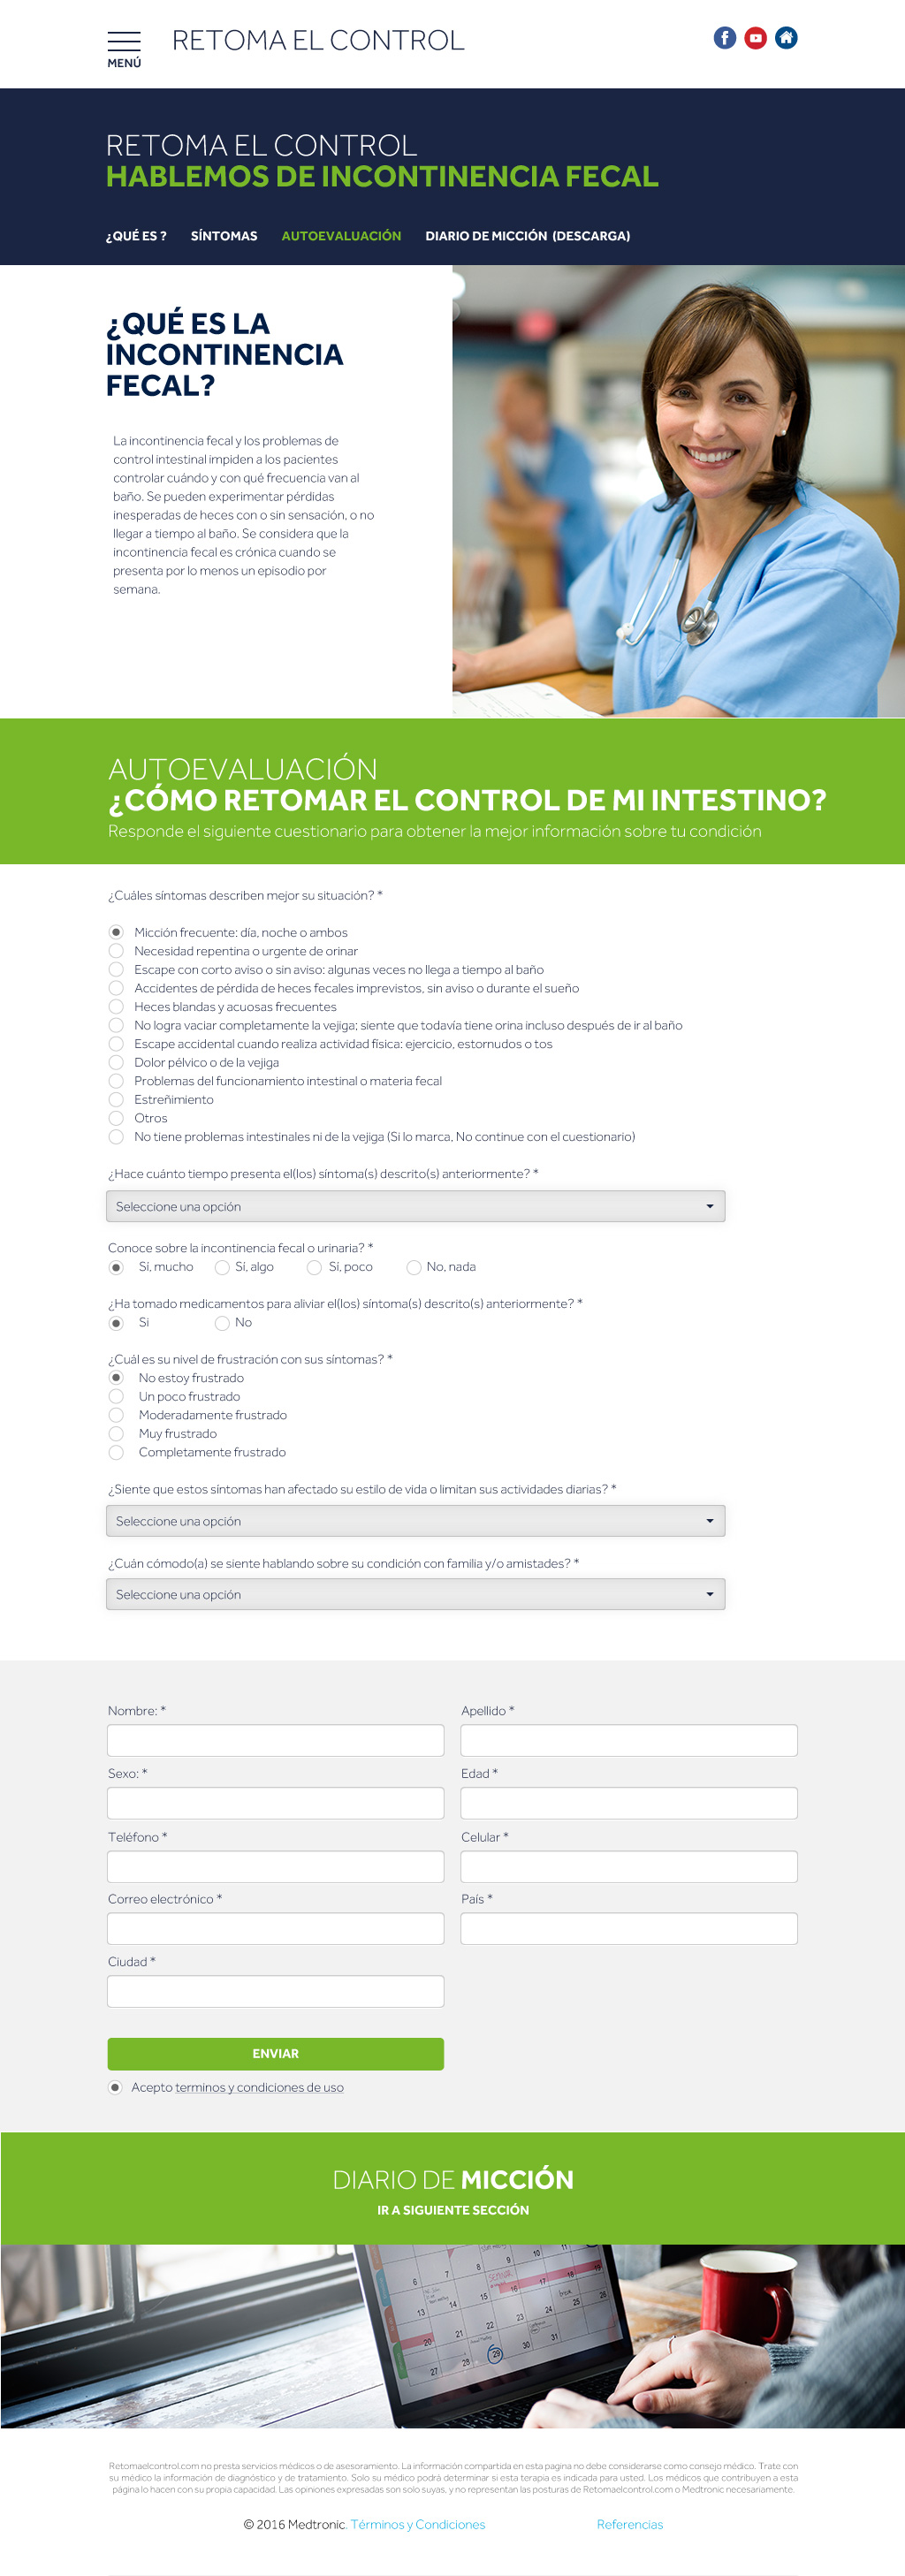 MENÚ
RETOMA EL CONTROL
RETOMA EL CONTROL
HABLEMOS DE INCONTINENCIA FECAL
¿QUÉ ES ? SÍNTOMAS AUTOEVALUACIÓN DIARIO DE MICCIÓN (DESCARGA)
¿QUÉ ES LA
INCONTINENCIA
FECAL?
La incontinencia fecal y los problemas de
control intestinal impiden a los pacientes
controlar cuándo y con qué frecuencia van al
baño. Se pueden experimentar pérdidas
inesperadas de heces con o sin sensación, o no
llegar a tiempo al baño. Se considera que la
incontinencia fecal es crónica cuando se
presenta por lo menos un episodio por
semana.
AUTOEVALUACIÓN
¿CÓMO RETOMAR EL CONTROL DE MI INTESTINO?
Responde el siguiente cuestionario para obtener la mejor información sobre tu condición
¿Cuáles síntomas describen mejor su situación? *
Micción frecuente: día, noche o ambos
Necesidad repentina o urgente de orinar
Escape con corto aviso o sin aviso: algunas veces no llega a tiempo al baño
Accidentes de pérdida de heces fecales imprevistos, sin aviso o durante el sueño
Heces blandas y acuosas frecuentes
No logra vaciar completamente la vejiga; siente que todavía tiene orina incluso después de ir al baño
Escape accidental cuando realiza actividad física: ejercicio, estornudos o tos
Dolor pélvico o de la vejiga
Problemas del funcionamiento intestinal o materia fecal
Estreñimiento
Otros
No tiene problemas intestinales ni de la vejiga (Si lo marca, No continue con el cuestionario)
¿Hace cuánto tiempo presenta el(los) síntoma(s) descrito(s) anteriormente? *
Seleccione una opción
Conoce sobre la incontinencia fecal o urinaria? *
Sí, mucho Sí, algo Sí, poco No, nada
¿Ha tomado medicamentos para aliviar el(los) síntoma(s) descrito(s) anteriormente? *
Si No
¿Cuál es su nivel de frustración con sus síntomas? *
No estoy frustrado
Un poco frustrado
Moderadamente frustrado
Muy frustrado
Completamente frustrado
¿Siente que estos síntomas han afectado su estilo de vida o limitan sus actividades diarias? *
Seleccione una opción
¿Cuán cómodo(a) se siente hablando sobre su condición con familia y/o amistades? *
Seleccione una opción
Nombre: * Apellido *
Sexo: * Edad *
Teléfono * Celular *
Correo electrónico * País *
Ciudad *
ENVIAR
Acepto terminos y condiciones de uso
DIARIO DE MICCIÓN
IR A SIGUIENTE SECCIÓN
Retomaelcontrol.com no presta servicios médicos o de asesoramiento. La información compartida en esta pagina no debe considerarse como consejo médico. Trate con
su médico la información de diagnóstico y de tratamiento. Solo su médico podrá determinar si esta terapia es indicada para usted. Los médicos que contribuyen a esta
página lo hacen con su propia capacidad. Las opiniones expresadas son solo suyas, y no representan las posturas de Retomaelcontrol.com o Medtronic necesariamente.
© 2016 Medtronic. Términos y Condiciones Referencias